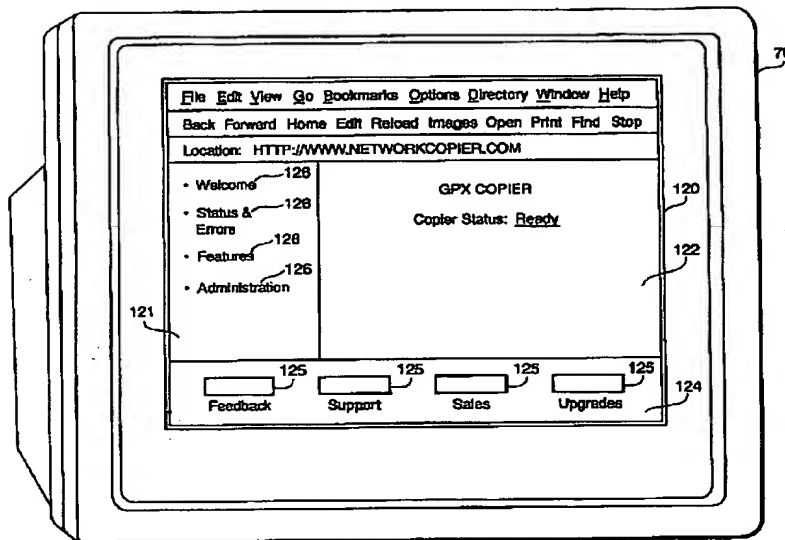 File Edit View Go Bookmarks Options Directory Window Help
Back Forward Home Edit Reload Images Open Print Find Stop
Location: HTTP://WWW.NETWORKCOPIER.COM
• Welcome 126
• Status & Errors 126
• Features 126
• Administration 126
GPX COPIER
Copier Status: Ready
120
122
121
125 125 125 125
Feedback Support Sales Upgrades
124